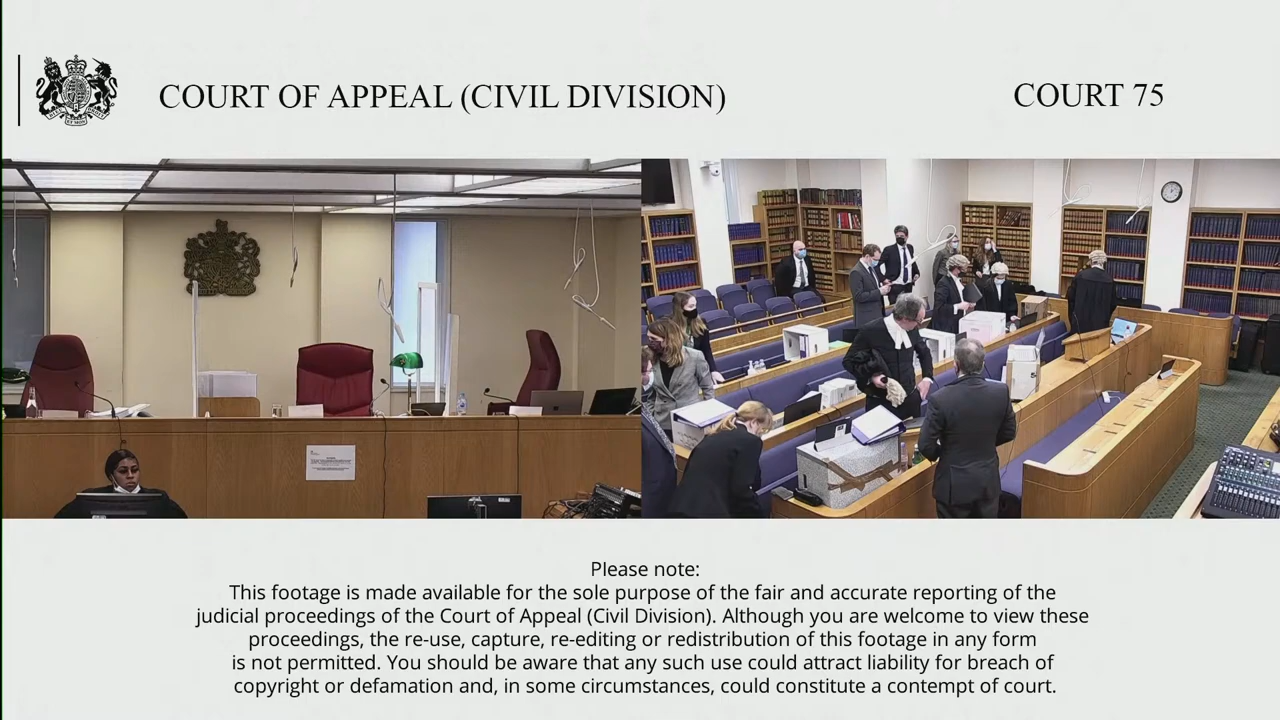 COURT OF APPEAL (CIVIL DIVISION)
COURT 75
Please note:
This footage is made available for the sole purpose of the fair and accurate reporting of the
judicial proceedings of the Court of Appeal (Civil Division). Although you are welcome to view these
proceedings, the re-use, capture, re-editing or redistribution of this footage in any form
is not permitted. You should be aware that any such use could attract liability for breach of
copyright or defamation and, in some circumstances, could constitute a contempt of court.